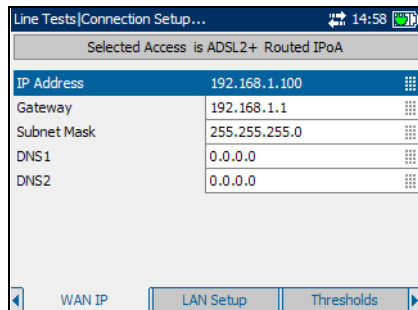 Line Tests|Connection Setup... 14:58
Selected Access is ADSL2+ Routed IPoA
IP Address 192.168.1.100
Gateway 192.168.1.1
Subnet Mask 255.255.255.0
DNS1 0.0.0.0
DNS2 0.0.0.0
WAN IP LAN Setup Thresholds